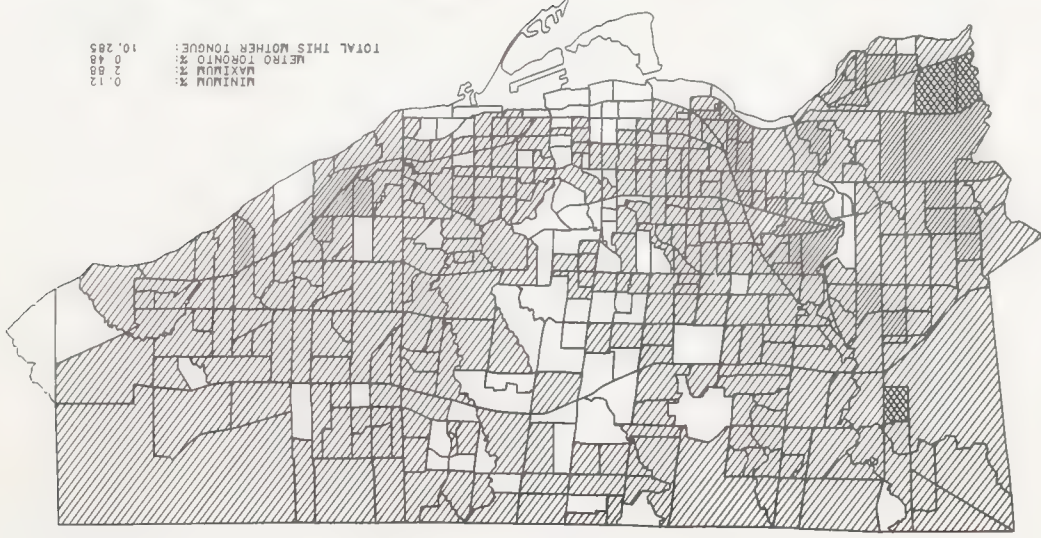 MINIMUM %: 0.12
MAXIMUM %: 2.88
METRO TORONTO %: 0.48
TOTAL THIS MOTHER TONGUE: 10,285